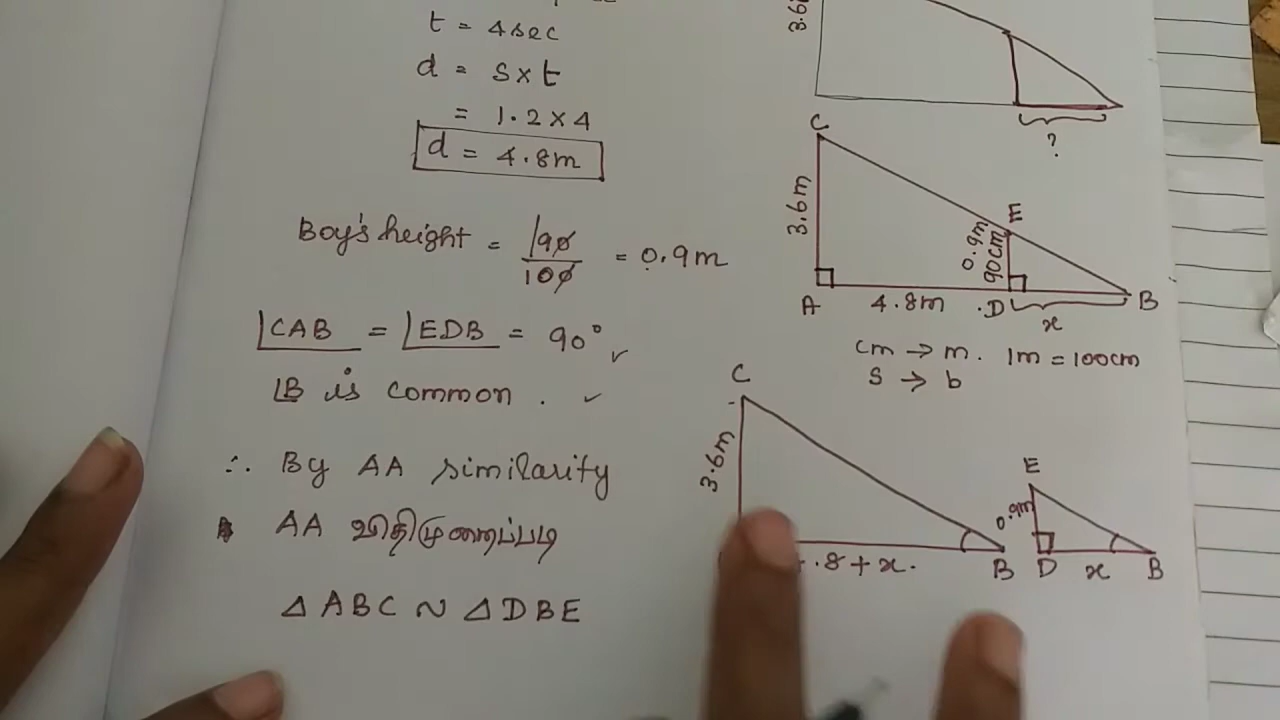 t = 4sec
d = s×t
= 1.2×4
d = 4.8m
Boy's height = 90/100 = 0.9m
∠CAB = ∠EDB = 90° ✓
∠B is common. ✓
∴ By AA similarity
AA விதிமுறைப்படி
△ABC ~ △DBE
3.6
?
C
3.6m
E
0.9m
90cm
A 4.8m D B
x
cm → m. 1m = 100cm
s → b
C
3.6m
.8 + x. B
E
0.9m
D x B